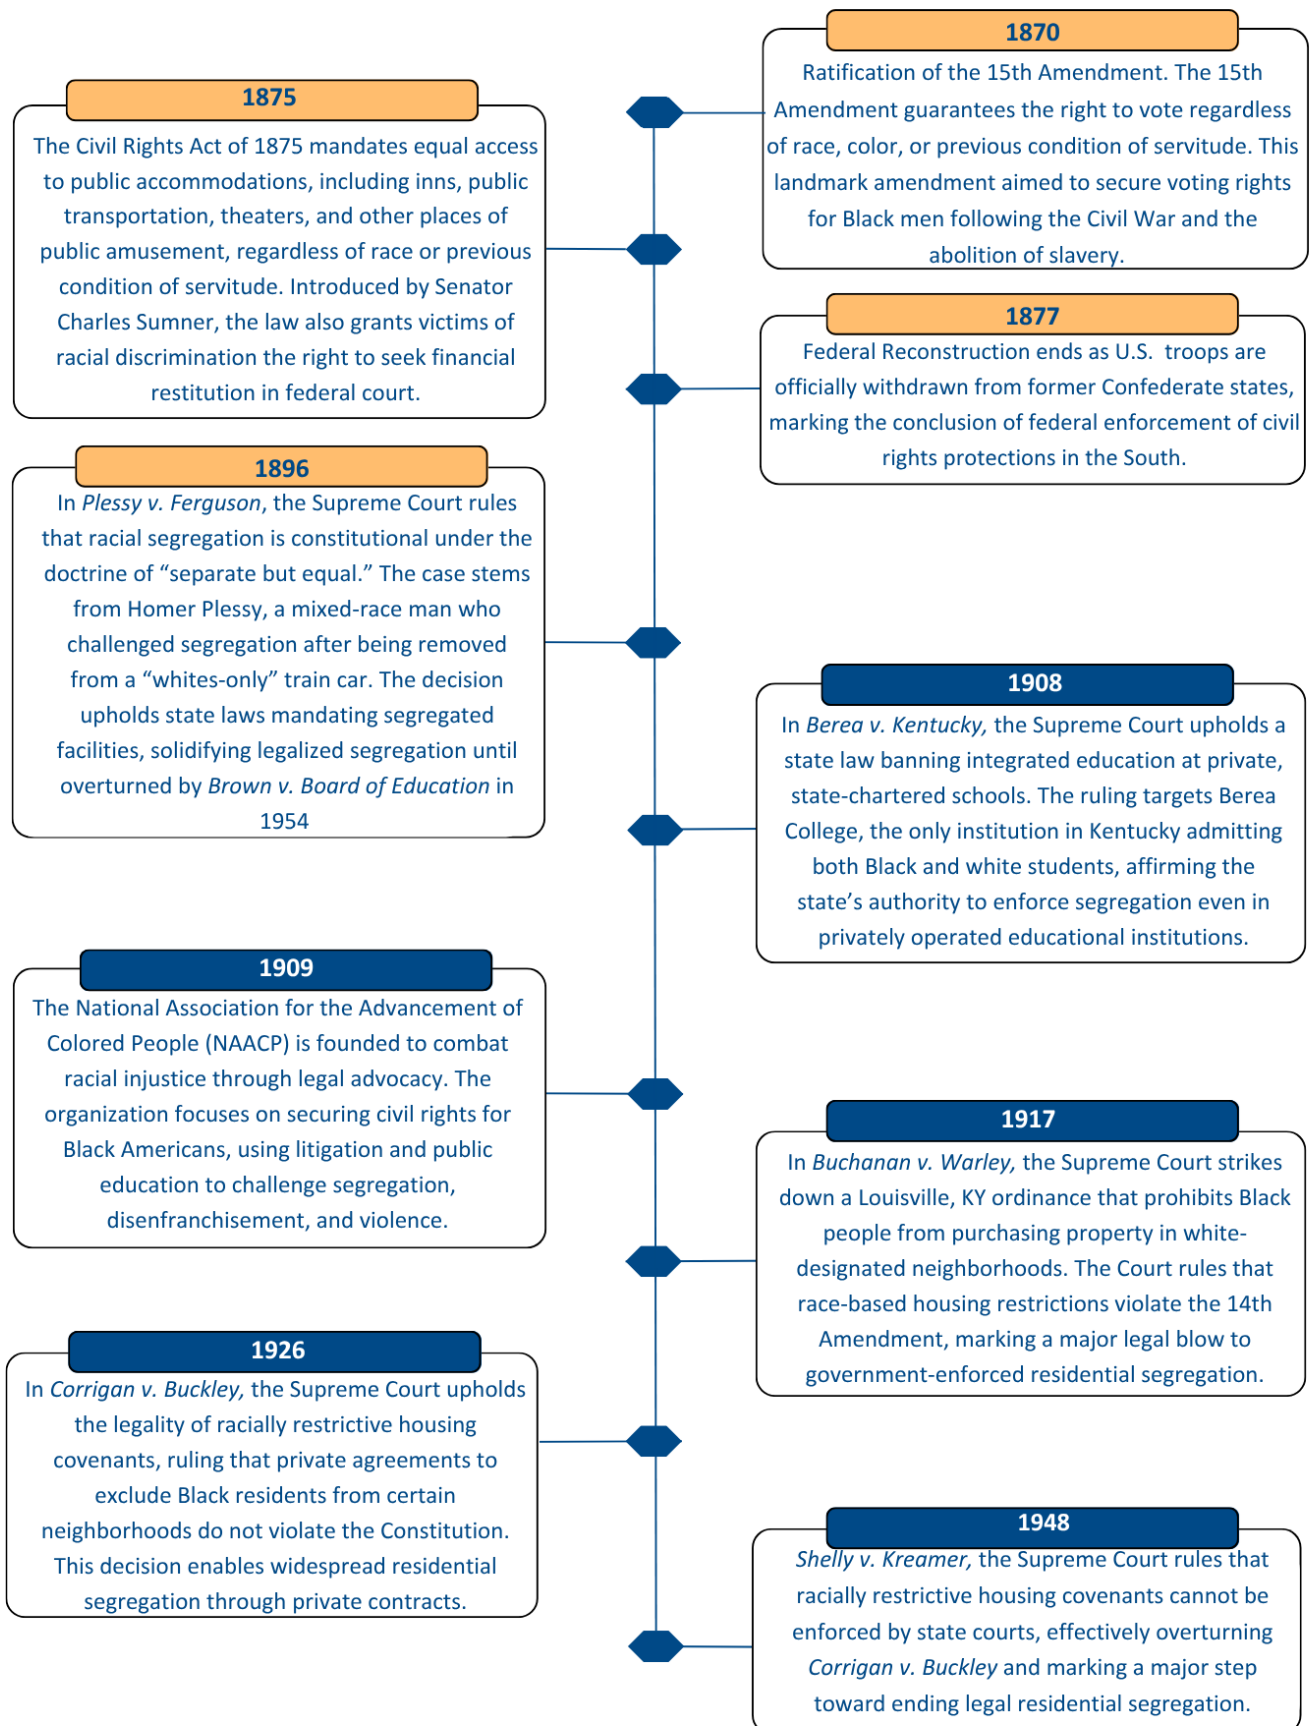 1870
Ratification of the 15th Amendment. The 15th
Amendment guarantees the right to vote regardless
of race, color, or previous condition of servitude. This
landmark amendment aimed to secure voting rights
for Black men following the Civil War and the
abolition of slavery.
1875
The Civil Rights Act of 1875 mandates equal access
to public accommodations, including inns, public
transportation, theaters, and other places of
public amusement, regardless of race or previous
condition of servitude. Introduced by Senator
Charles Sumner, the law also grants victims of
racial discrimination the right to seek financial
restitution in federal court.
1877
Federal Reconstruction ends as U.S. troops are
officially withdrawn from former Confederate states,
marking the conclusion of federal enforcement of civil
rights protections in the South.
1896
In Plessy v. Ferguson, the Supreme Court rules
that racial segregation is constitutional under the
doctrine of “separate but equal.” The case stems
from Homer Plessy, a mixed-race man who
challenged segregation after being removed
from a “whites-only” train car. The decision
upholds state laws mandating segregated
facilities, solidifying legalized segregation until
overturned by Brown v. Board of Education in
1954
1908
In Berea v. Kentucky, the Supreme Court upholds a
state law banning integrated education at private,
state-chartered schools. The ruling targets Berea
College, the only institution in Kentucky admitting
both Black and white students, affirming the
state’s authority to enforce segregation even in
privately operated educational institutions.
1909
The National Association for the Advancement of
Colored People (NAACP) is founded to combat
racial injustice through legal advocacy. The
organization focuses on securing civil rights for
Black Americans, using litigation and public
education to challenge segregation,
disenfranchisement, and violence.
1917
In Buchanan v. Warley, the Supreme Court strikes
down a Louisville, KY ordinance that prohibits Black
people from purchasing property in white-
designated neighborhoods. The Court rules that
race-based housing restrictions violate the 14th
Amendment, marking a major legal blow to
government-enforced residential segregation.
1926
In Corrigan v. Buckley, the Supreme Court upholds
the legality of racially restrictive housing
covenants, ruling that private agreements to
exclude Black residents from certain
neighborhoods do not violate the Constitution.
This decision enables widespread residential
segregation through private contracts.
1948
Shelly v. Kreamer, the Supreme Court rules that
racially restrictive housing covenants cannot be
enforced by state courts, effectively overturning
Corrigan v. Buckley and marking a major step
toward ending legal residential segregation.